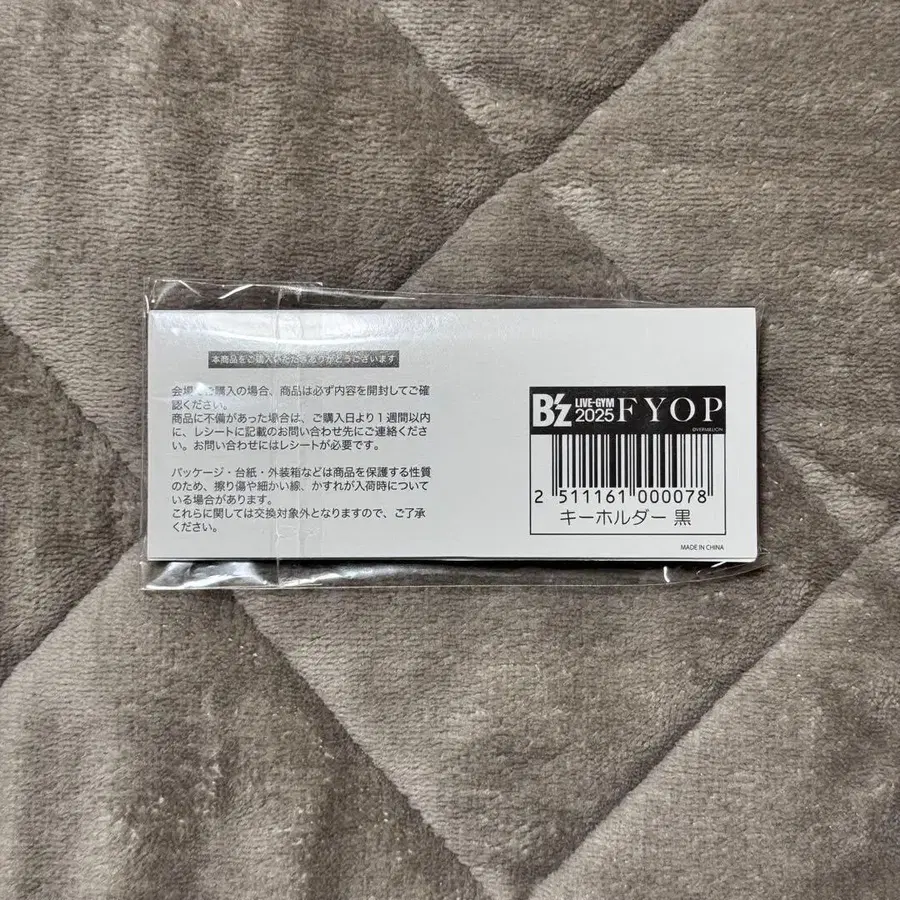 本商品をご購入いただきありがとうございます
会場でご購入の場合、商品は必ず内容を開封してご確
認ください。
商品に不備があった場合は、ご購入日より1週間以内
に、レシートに記載のお問い合わせ先にご連絡くださ
い。お問い合わせにはレシートが必要です。
パッケージ・台紙・外装箱などは商品を保護する性質
のため、擦り傷や細かい線、かすれが入荷時について
いる場合があります。
これらに関しては交換対象外となりますので、ご了承
ください。
B'z LIVE-GYM 2025 FYOP
©VERMILLION
2 511161 000078
キーホルダー 黒
MADE IN CHINA